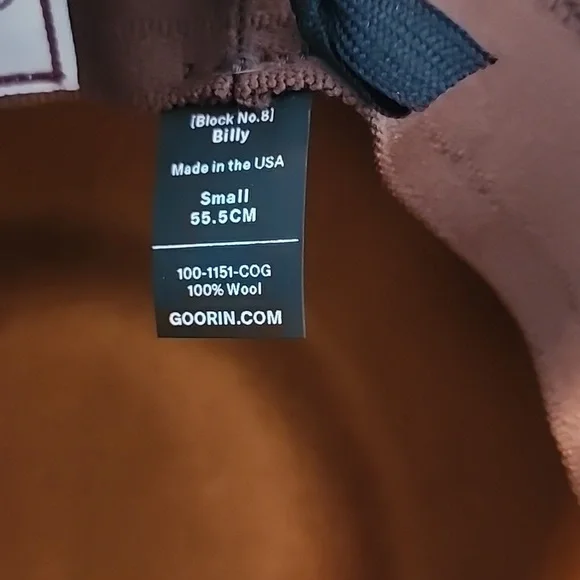 [Block No.8]
Billy
Made in the USA
Small
55.5CM
100-1151-COG
100% Wool
GOORIN.COM